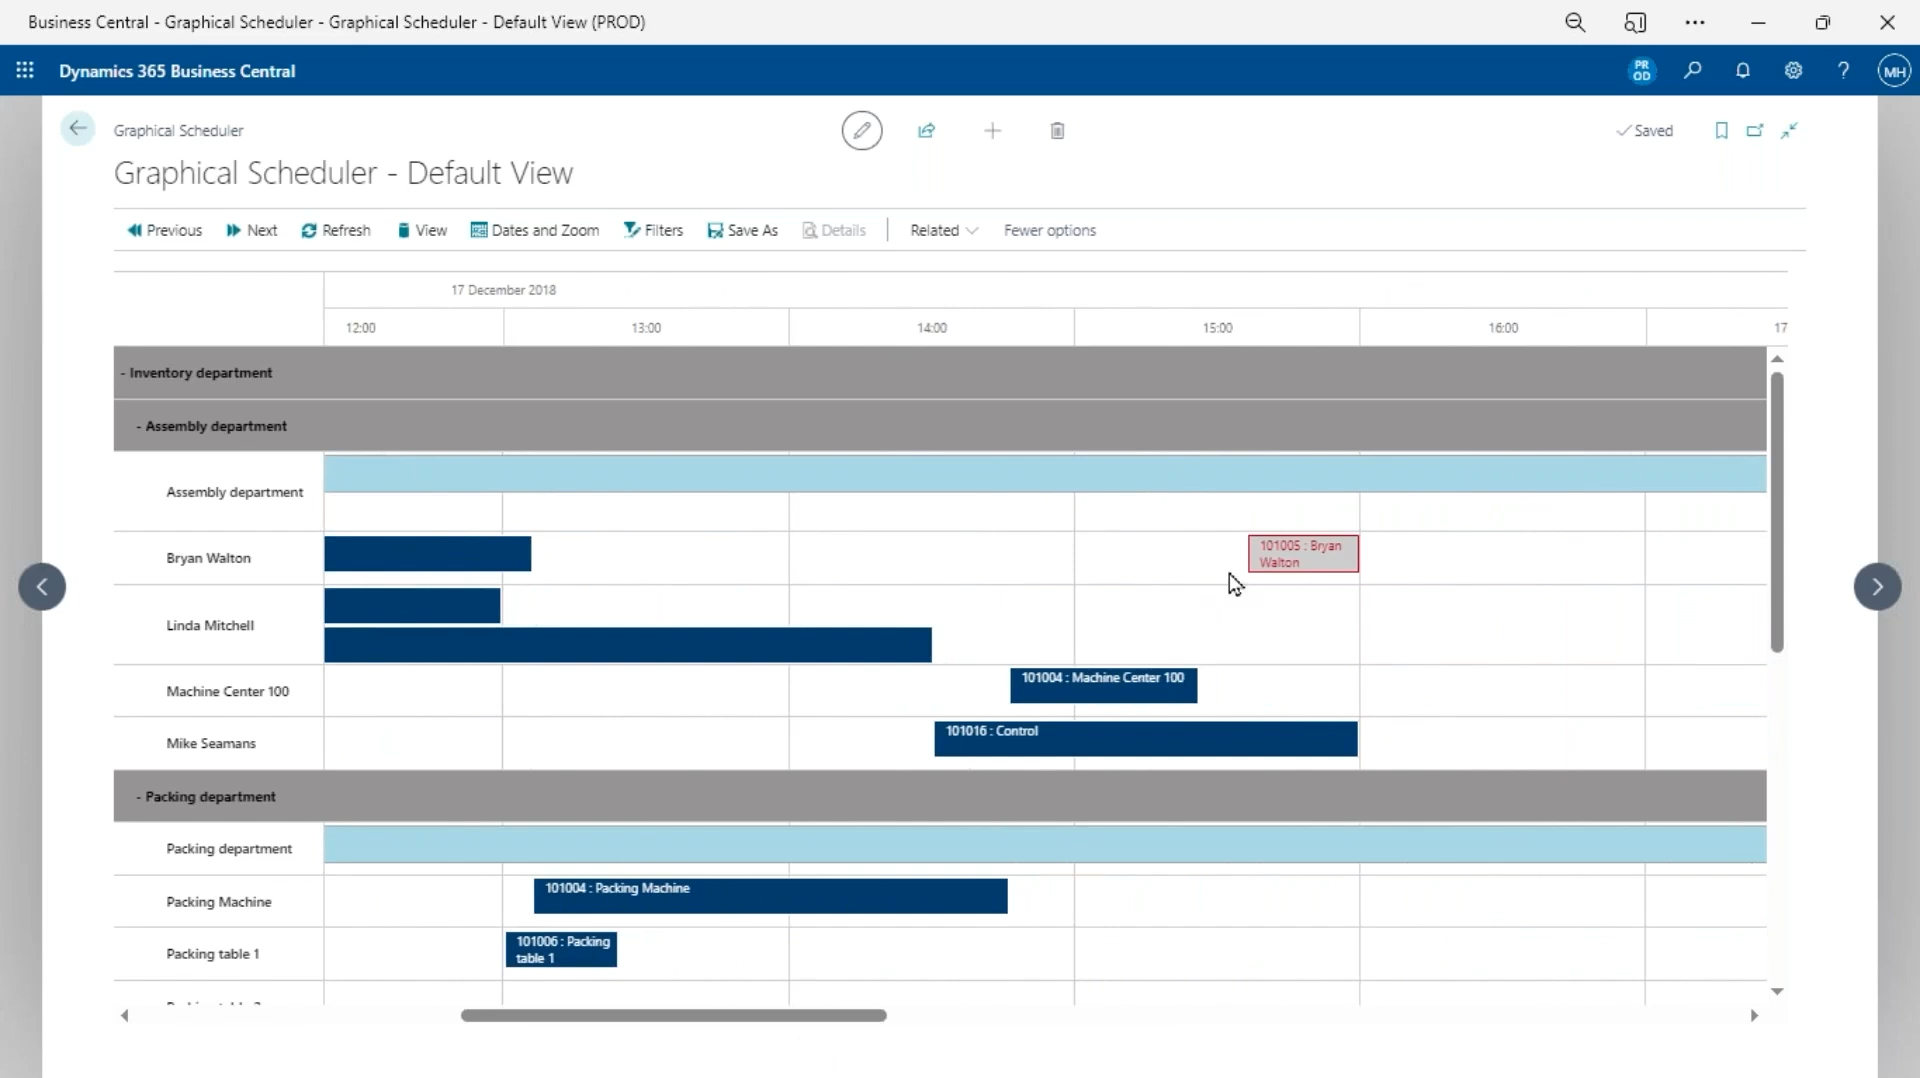 Business Central - Graphical Scheduler - Graphical Scheduler - Default View (PROD)
Dynamics 365 Business Central
PR
OD
?
MH
Graphical Scheduler
Saved
Graphical Scheduler - Default View
Previous
Next
Refresh
View
Dates and Zoom
Filters
Save As
Details
Related
Fewer options
17 December 2018
12:00
13:00
14:00
15:00
16:00
17
- Inventory department
- Assembly department
Assembly department
Bryan Walton
101005 : Bryan
Walton
Linda Mitchell
Machine Center 100
101004 : Machine Center 100
Mike Seamans
101016 : Control
- Packing department
Packing department
Packing Machine
101004 : Packing Machine
Packing table 1
101006 : Packing
table 1